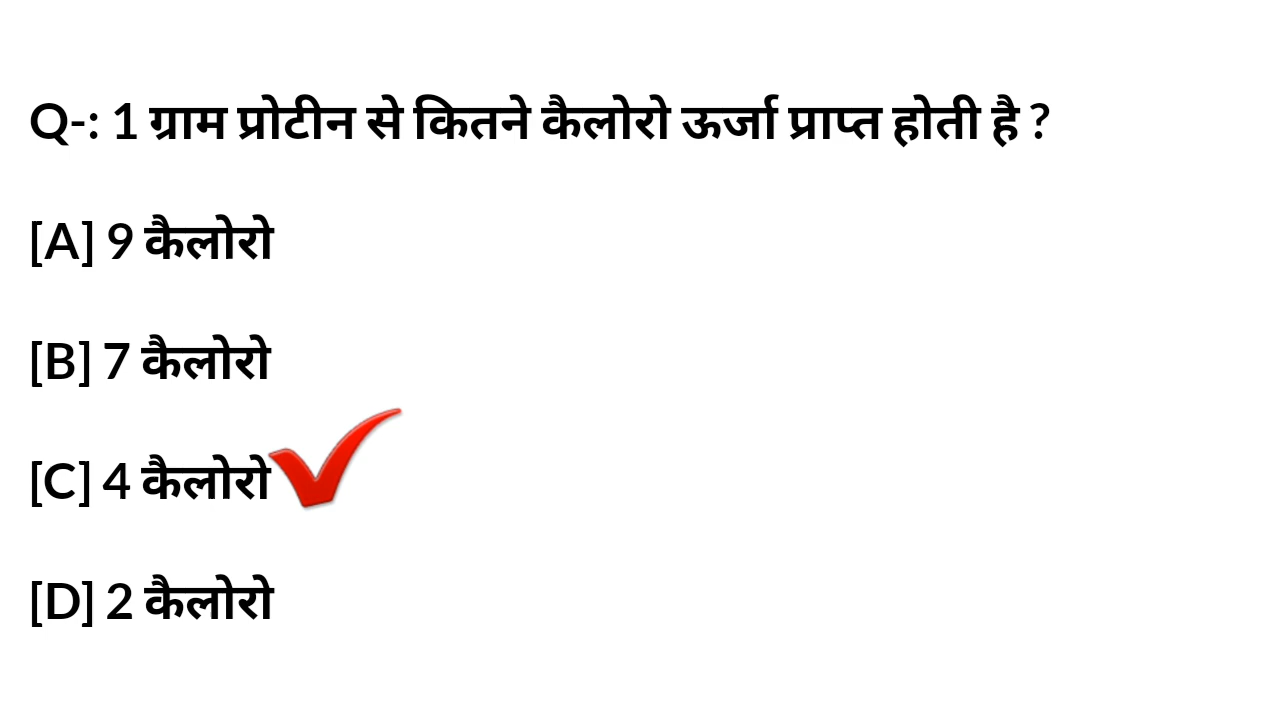 Q-: 1 ग्राम प्रोटीन से कितने कैलोरो ऊर्जा प्राप्त होती है ?
[A] 9 कैलोरो
[B] 7 कैलोरो
[C] 4 कैलोरो
[D] 2 कैलोरो